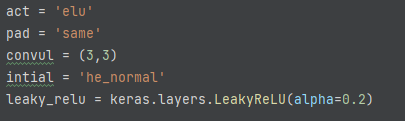 act = 'elu'
pad = 'same'
convul = (3,3)
intial = 'he_normal'
leaky_relu = keras.layers.LeakyReLU(alpha=0.2)